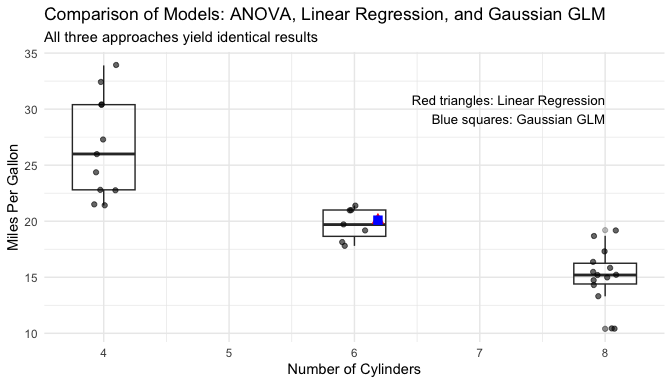 Comparison of Models: ANOVA, Linear Regression, and Gaussian GLM
All three approaches yield identical results
35
30
25
20
15
10
Miles Per Gallon
Red triangles: Linear Regression
Blue squares: Gaussian GLM
4
5
6
7
8
Number of Cylinders